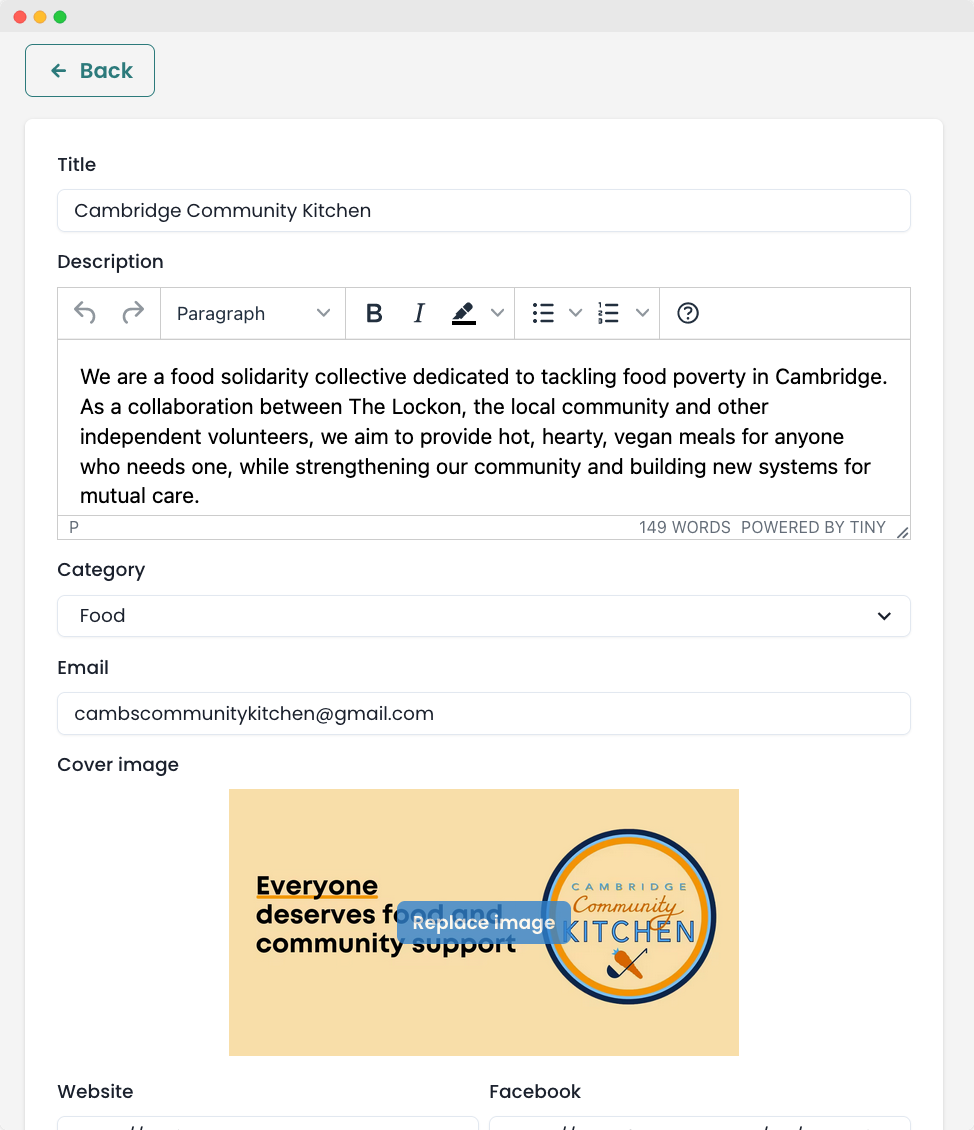 Back
Title
Cambridge Community Kitchen
Description
Paragraph
B I
We are a food solidarity collective dedicated to tackling food poverty in Cambridge.
As a collaboration between The Lockon, the local community and other
independent volunteers, we aim to provide hot, hearty, vegan meals for anyone
who needs one, while strengthening our community and building new systems for
mutual care.
P 149 WORDS POWERED BY TINY
Category
Food
Email
cambscommunitykitchen@gmail.com
Cover image
Everyone
deserves food and
community support
Replace image
CAMBRIDGE
Community
KITCHEN
Website Facebook